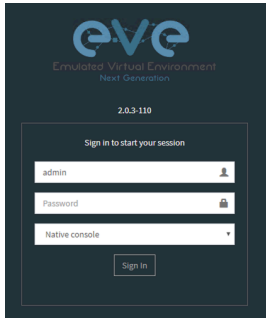 eve
Emulated Virtual Environment
Next Generation
2.0.3-110
Sign in to start your session
admin
Password
Native console
Sign In